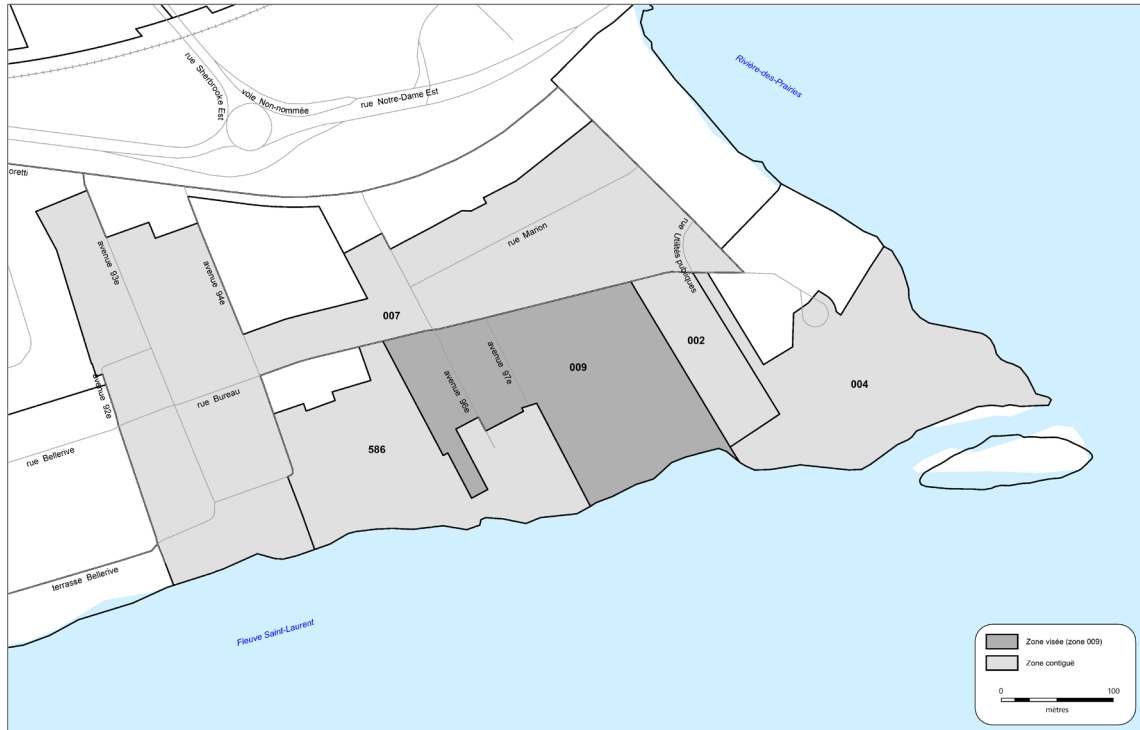 Rivière-des-Prairies
rue Sherbrooke Est
voie Non-nommée
rue Notre-Dame Est
oretti
rue Marion
rue Utilités publiques
avenue 93e
avenue 94e
007
002
009
004
avenue 97e
avenue 96e
avenue 92e
rue Bureau
586
rue Bellerive
terrasse Bellerive
Fleuve Saint-Laurent
Zone visée (zone 009)
Zone contiguë
0 100
mètres